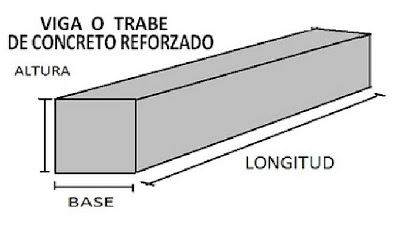 VIGA O TRABE
DE CONCRETO REFORZADO
ALTURA
LONGITUD
BASE